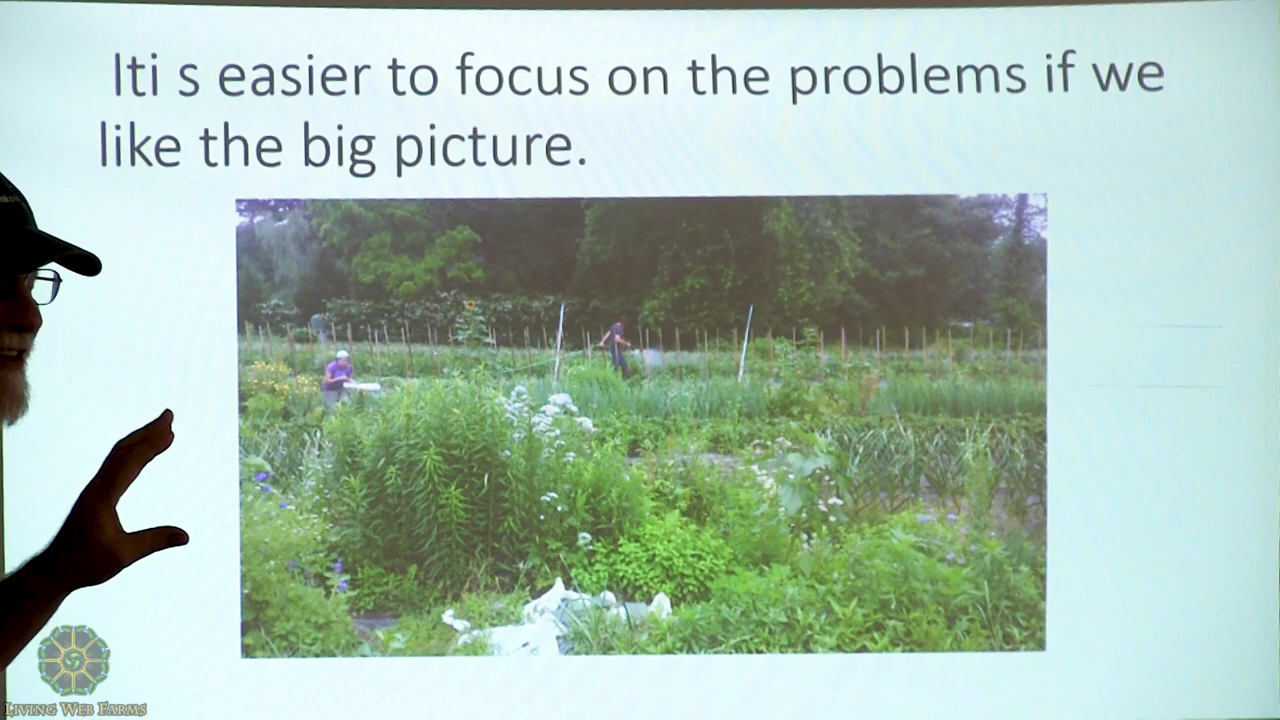 Iti s easier to focus on the problems if we
like the big picture.
LIVING WEB FARMS